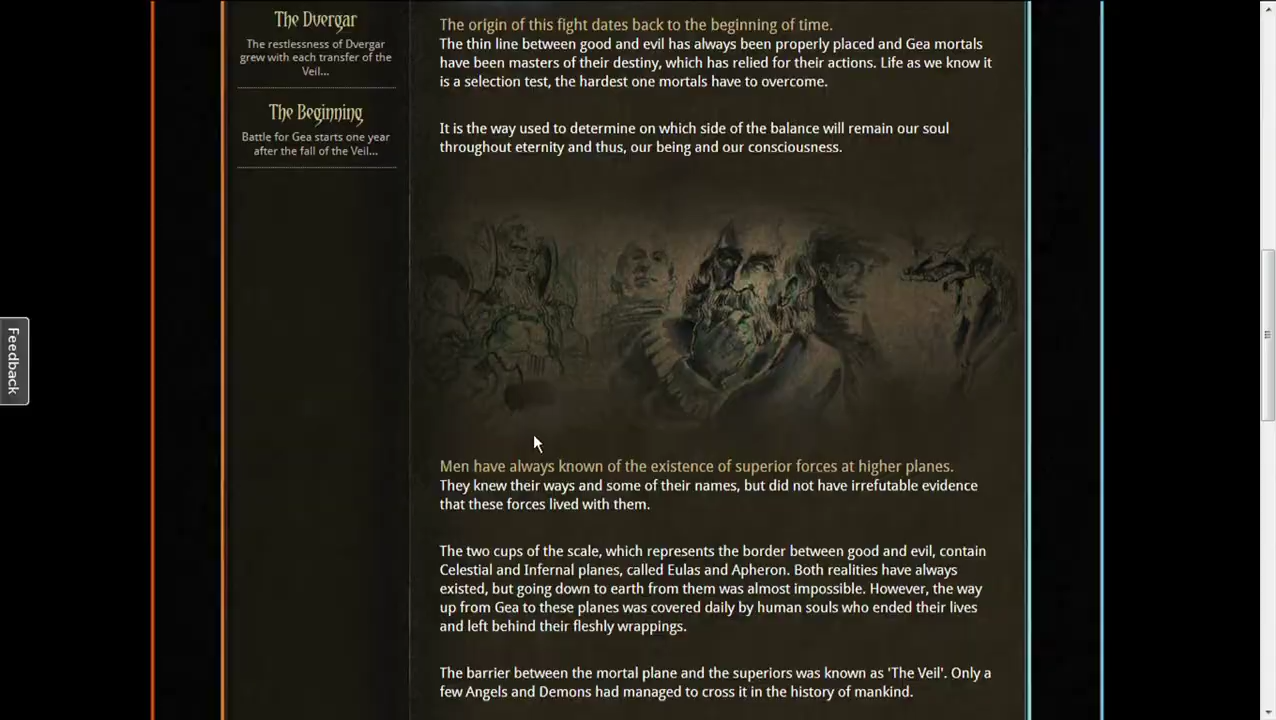 The Dvergar
The restlessness of Dvergar
grew with each transfer of the
Veil...
The Beginning
Battle for Gea starts one year
after the fall of the Veil...
Feedback
The origin of this fight dates back to the beginning of time.
The thin line between good and evil has always been properly placed and Gea mortals
have been masters of their destiny, which has relied for their actions. Life as we know it
is a selection test, the hardest one mortals have to overcome.
It is the way used to determine on which side of the balance will remain our soul
throughout eternity and thus, our being and our consciousness.
Men have always known of the existence of superior forces at higher planes.
They knew their ways and some of their names, but did not have irrefutable evidence
that these forces lived with them.
The two cups of the scale, which represents the border between good and evil, contain
Celestial and Infernal planes, called Eulas and Apheron. Both realities have always
existed, but going down to earth from them was almost impossible. However, the way
up from Gea to these planes was covered daily by human souls who ended their lives
and left behind their fleshly wrappings.
The barrier between the mortal plane and the superiors was known as 'The Veil'. Only a
few Angels and Demons had managed to cross it in the history of mankind.